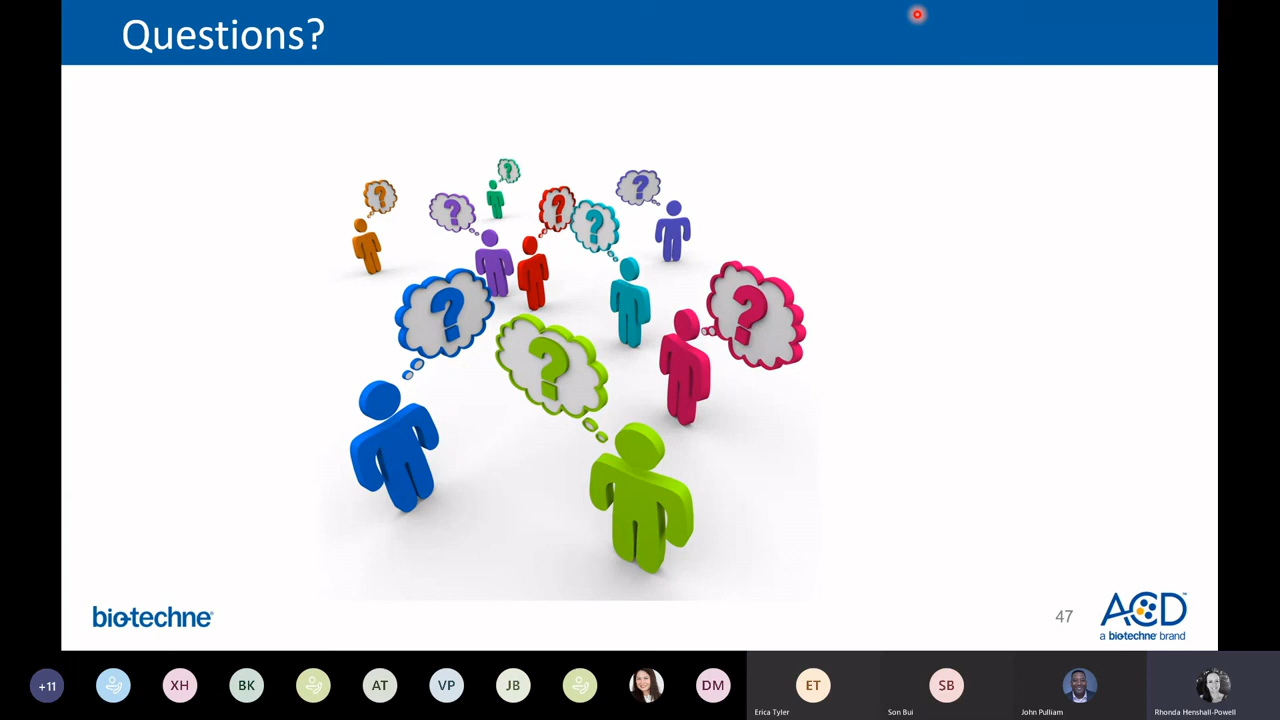 Questions?
?
?
?
?
?
?
?
?
?
bio-techne®
47
ACD™
a bio-techne® brand
+11
XH
BK
AT
VP
JB
DM
ET
SB
Erica Tyler
Son Bui
John Pulliam
Rhonda Henshall-Powell